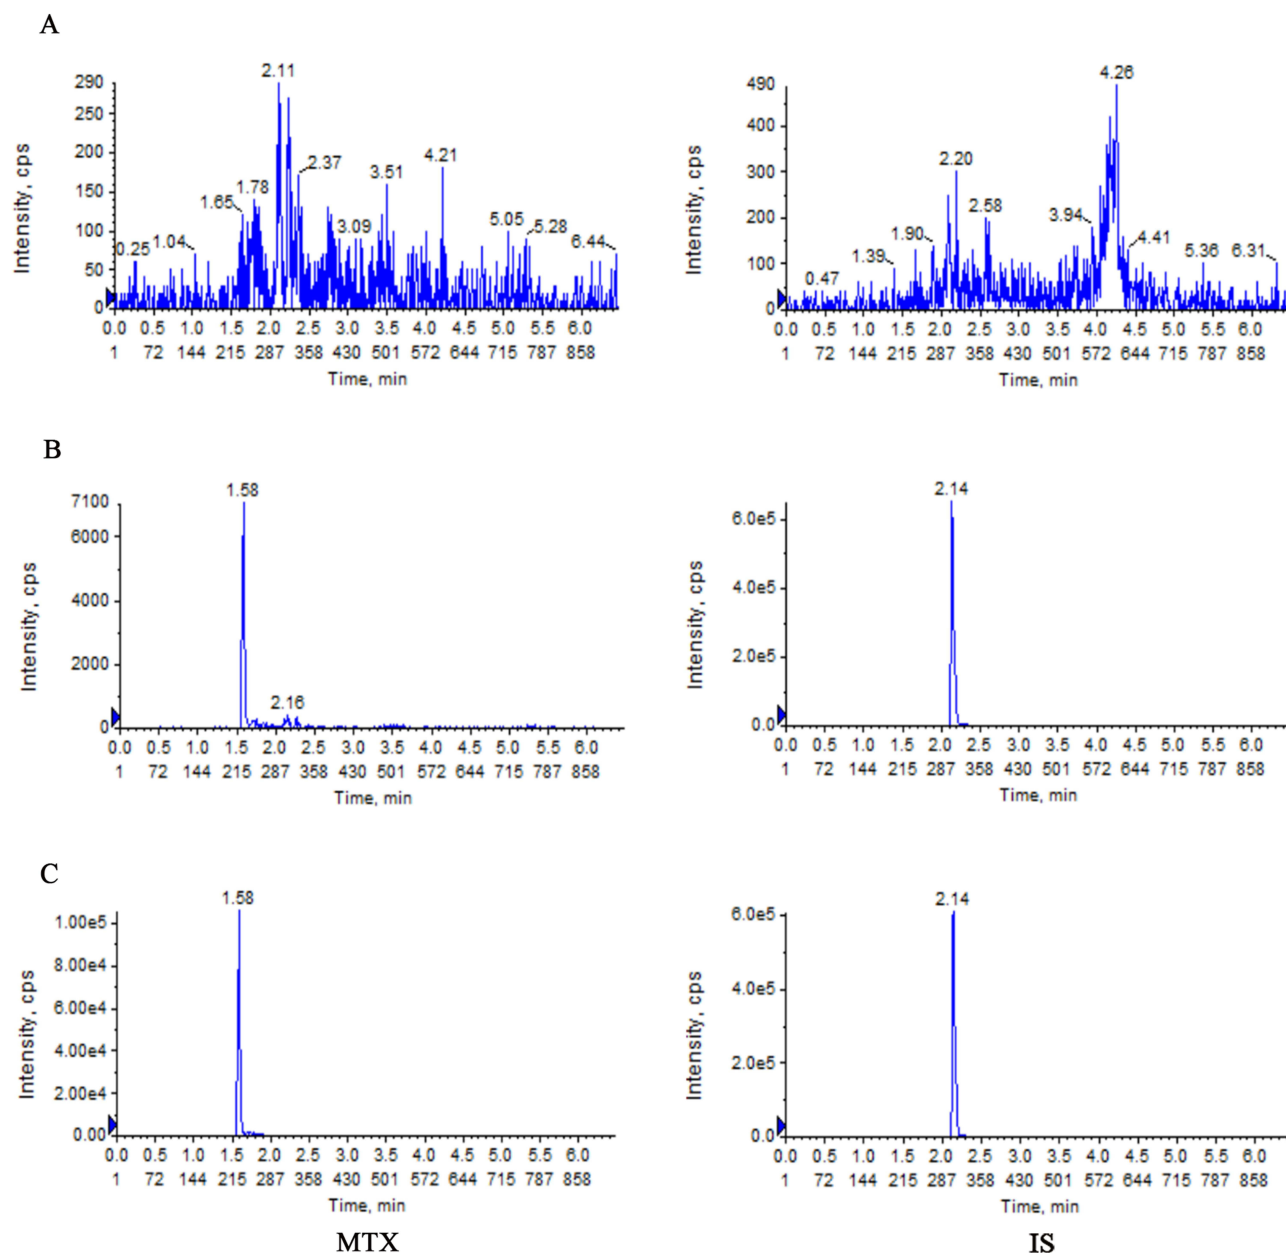 A
2.11
290
250
200
150
100
50
0
Intensity, cps
0.25
1.04
1.65
1.78
2.37
3.09
3.51
4.21
5.05
5.28
6.44
0.0 0.5 1.0 1.5 2.0 2.5 3.0 3.5 4.0 4.5 5.0 5.5 6.0
1 72 144 215 287 358 430 501 572 644 715 787 858
Time, min
4.26
490
400
300
200
100
0
Intensity, cps
0.47
1.39
1.90
2.20
2.58
3.94
4.41
5.36
6.31
0.0 0.5 1.0 1.5 2.0 2.5 3.0 3.5 4.0 4.5 5.0 5.5 6.0
1 72 144 215 287 358 430 501 572 644 715 787 858
Time, min
B
1.58
7100
6000
4000
2000
0
Intensity, cps
2.16
0.0 0.5 1.0 1.5 2.0 2.5 3.0 3.5 4.0 4.5 5.0 5.5 6.0
1 72 144 215 287 358 430 501 572 644 715 787 858
Time, min
2.14
6.0e5
4.0e5
2.0e5
0.0
Intensity, cps
0.0 0.5 1.0 1.5 2.0 2.5 3.0 3.5 4.0 4.5 5.0 5.5 6.0
1 72 144 215 287 358 430 501 572 644 715 787 858
Time, min
C
1.58
1.00e5
8.00e4
6.00e4
4.00e4
2.00e4
0.00
Intensity, cps
0.0 0.5 1.0 1.5 2.0 2.5 3.0 3.5 4.0 4.5 5.0 5.5 6.0
1 72 144 215 287 358 430 501 572 644 715 787 858
Time, min
MTX
2.14
6.0e5
4.0e5
2.0e5
0.0
Intensity, cps
0.0 0.5 1.0 1.5 2.0 2.5 3.0 3.5 4.0 4.5 5.0 5.5 6.0
1 72 144 215 287 358 430 501 572 644 715 787 858
Time, min
IS